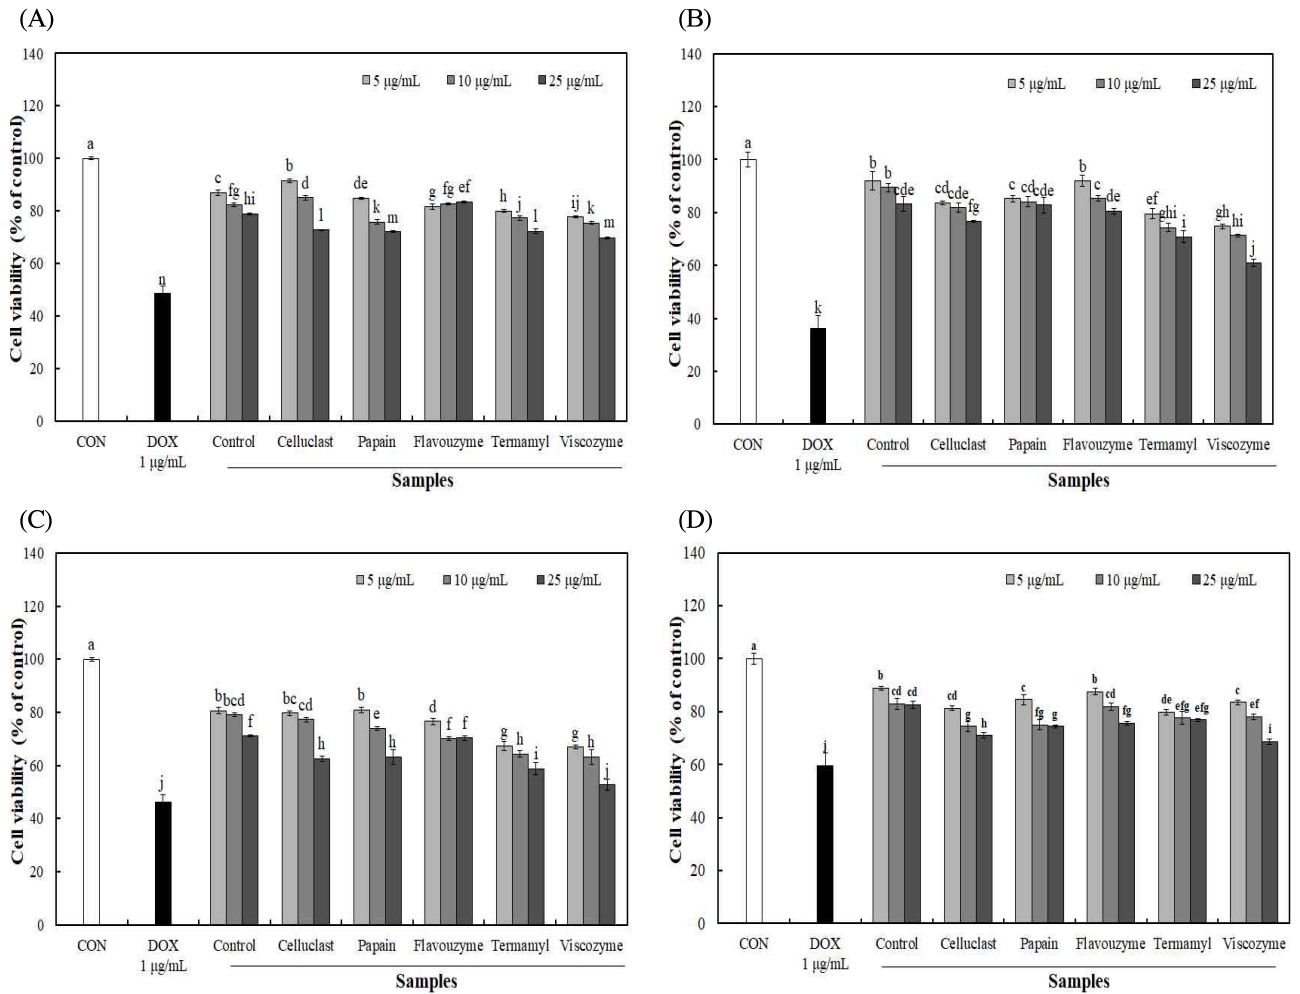 (A)
140
120
100
80
60
40
20
0
Cell viability (% of control)
5 μg/mL 10 μg/mL 25 μg/mL
a
n
c fg hi
b d l
de k m
g fg ef
h j l
ij k m
CON DOX Control Celluclast Papain Flavouzyme Termamyl Viscozyme
1 μg/mL
Samples
(B)
140
120
100
80
60
40
20
0
Cell viability (% of control)
5 μg/mL 10 μg/mL 25 μg/mL
a
k
b b cde
cd cde fg
c cd cde
b c de
ef ghi i
gh hi j
CON DOX Control Celluclast Papain Flavouzyme Termamyl Viscozyme
1 μg/mL
Samples
(C)
140
120
100
80
60
40
20
0
Cell viability (% of control)
5 μg/mL 10 μg/mL 25 μg/mL
a
j
b bcd f
bc cd h
b e h
d f f
g h i
g h j
CON DOX Control Celluclast Papain Flavouzyme Termamyl Viscozyme
1 μg/mL
Samples
(D)
140
120
100
80
60
40
20
0
Cell viability (% of control)
5 μg/mL 10 μg/mL 25 μg/mL
a
j
b cd cd
cd g h
c fg g
b cd fg
de efg efg
c ef i
CON DOX Control Celluclast Papain Flavouzyme Termamyl Viscozyme
1 μg/mL
Samples